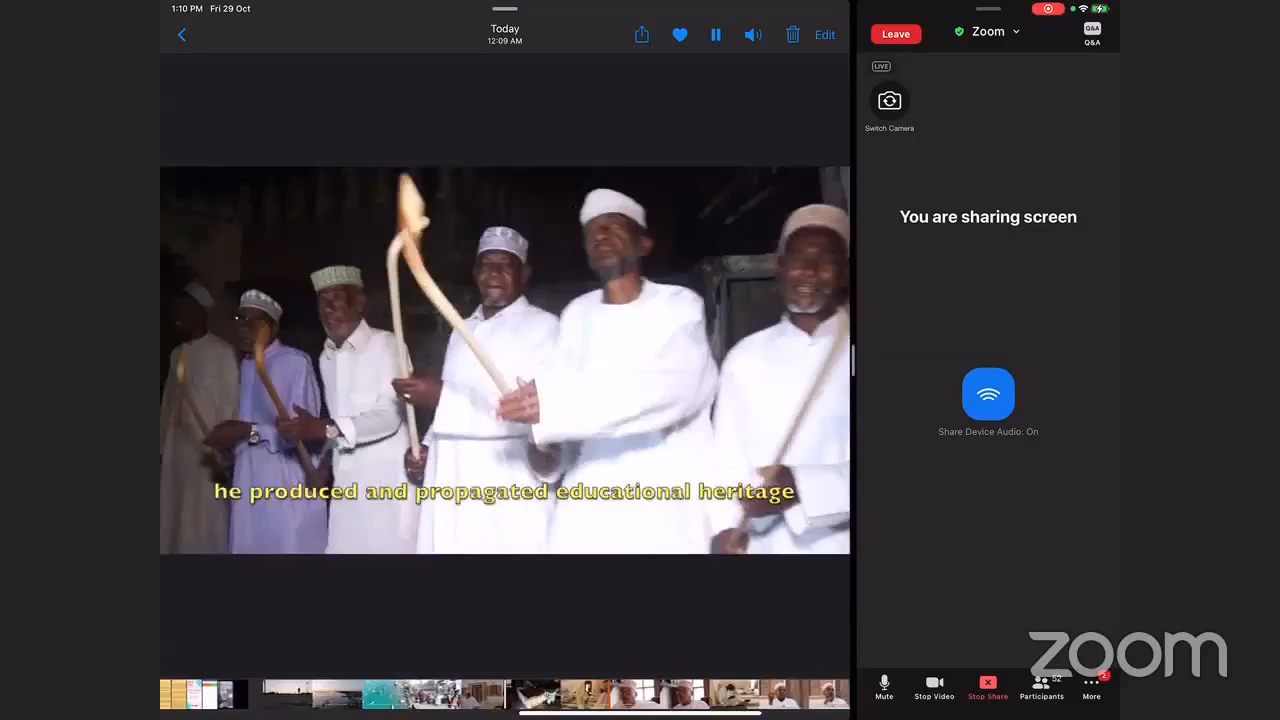 1:10 PM Fri 29 Oct
Today
12:09 AM
Edit
Leave
Zoom
Q&A
Q&A
LIVE
Switch Camera
You are sharing screen
Share Device Audio: On
he produced and propagated educational heritage
zoom
52
2
Mute
Stop Video
Stop Share
Participants
More